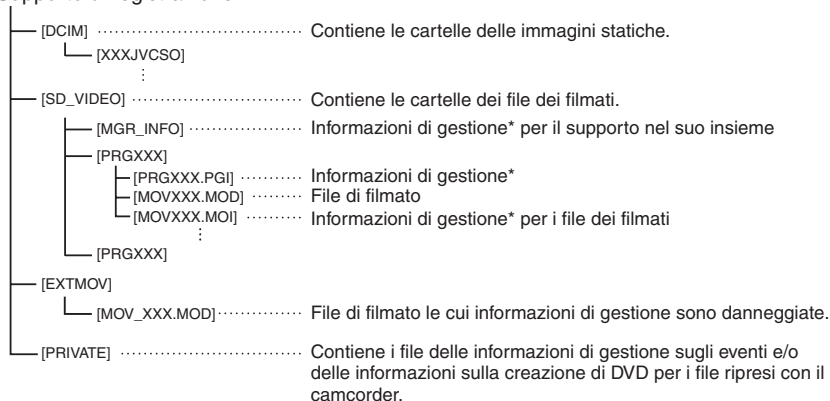 [DCIM] Contiene le cartelle delle immagini statiche.
[XXXJVCSO]
[SD_VIDEO] Contiene le cartelle dei file dei filmati.
[MGR_INFO] Informazioni di gestione* per il supporto nel suo insieme
[PRGXXX]
[PRGXXX.PGI] Informazioni di gestione*
[MOVXXX.MOD] File di filmato
[MOVXXX.MOI] Informazioni di gestione* per i file dei filmati
[PRGXXX]
[EXTMOV]
[MOV_XXX.MOD] File di filmato le cui informazioni di gestione sono danneggiate.
[PRIVATE] Contiene i file delle informazioni di gestione sugli eventi e/o
delle informazioni sulla creazione di DVD per i file ripresi con il
camcorder.